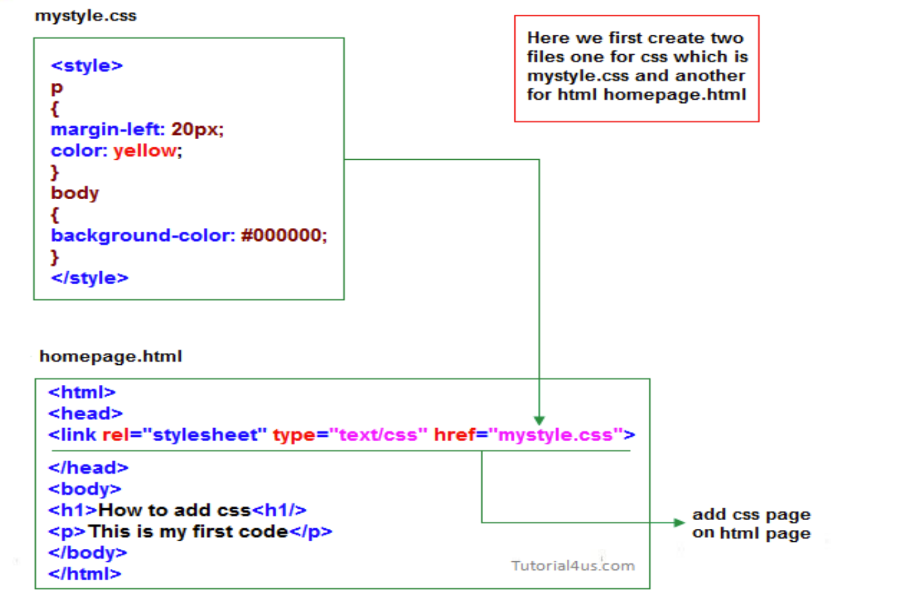 mystyle.css
<style>
p
{
margin-left: 20px;
color: yellow;
}
body
{
background-color: #000000;
}
</style>
Here we first create two
files one for css which is
mystyle.css and another
for html homepage.html
homepage.html
<html>
<head>
<link rel="stylesheet" type="text/css" href="mystyle.css">
</head>
<body>
<h1>How to add css<h1/>
<p>This is my first code</p>
</body>
</html>
add css page
on html page
Tutorial4us.com